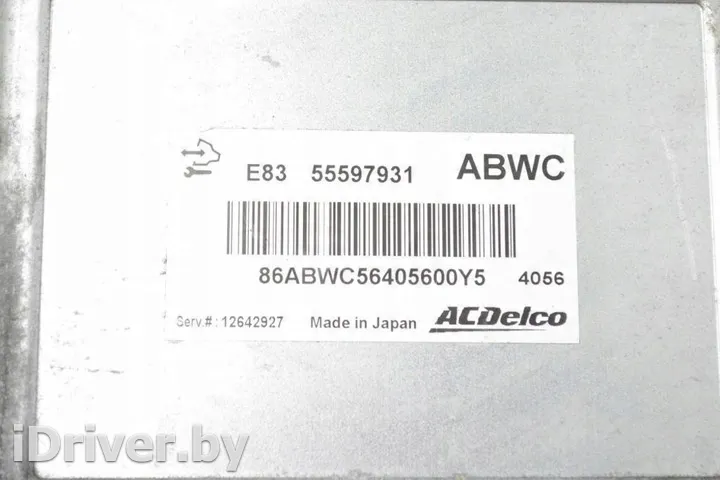 E83 55597931 ABWC
86ABWC56405600Y5 4056
Serv.#:12642927 Made in Japan ACDelco
iDriver.by